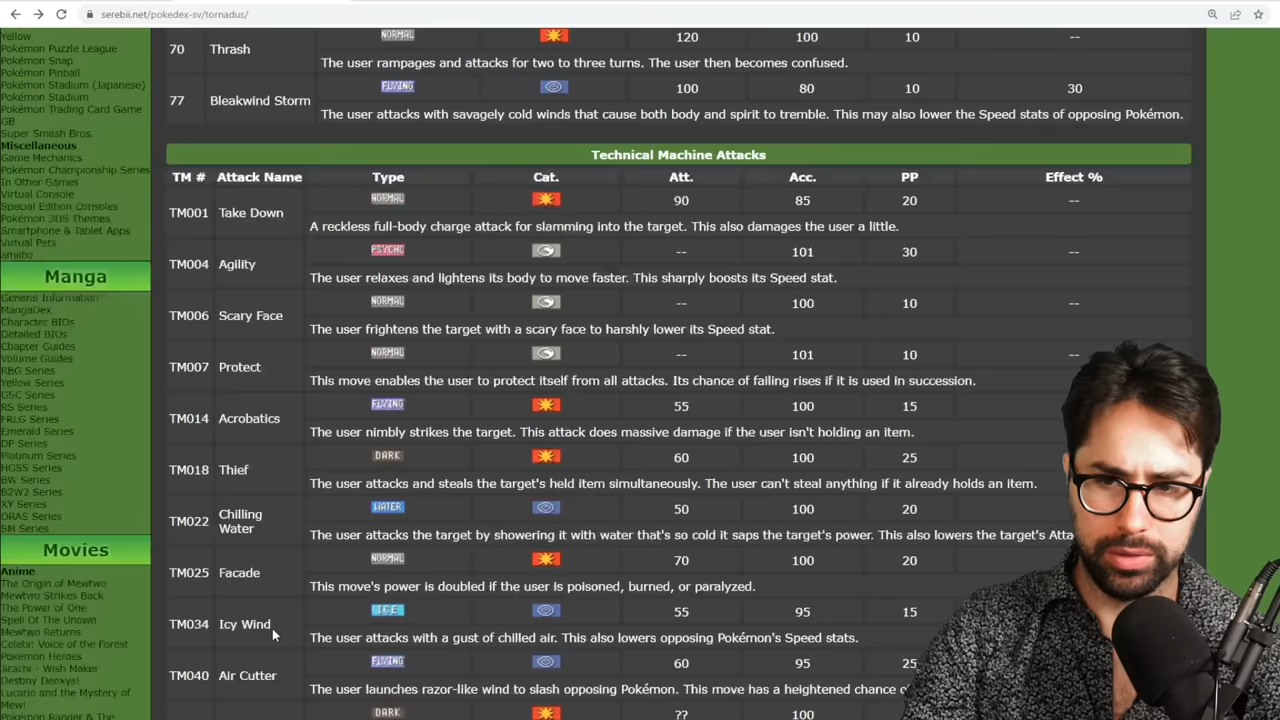 serebii.net/pokedex-sv/tornadus/
Yellow
Pokémon Puzzle League
Pokémon Snap
Pokémon Pinball
Pokémon Stadium (Japanese)
Pokémon Stadium
Pokémon Trading Card Game
GB
Super Smash Bros.
Miscellaneous
Game Mechanics
Pokémon Championship Series
In Other Games
Virtual Console
Special Edition Consoles
Pokémon 3DS Themes
Smartphone & Tablet Apps
Virtual Pets
amiibo
Manga
General Information
MangaDex
Character BIOs
Detailed BIOs
Chapter Guides
Volume Guides
RBG Series
Yellow Series
GSC Series
RS Series
FRLG Series
Emerald Series
DP Series
Platinum Series
HGSS Series
BW Series
B2W2 Series
XY Series
ORAS Series
SM Series
Movies
Anime
The Origin of Mewtwo
Mewtwo Strikes Back
The Power of One
Spell Of The Unown
Mewtwo Returns
Celebi: Voice of the Forest
Pokémon Heroes
Jirachi - Wish Maker
Destiny Deoxys!
Lucario and the Mystery of
Mew!
Pokémon Ranger & The
70 Thrash NORMAL 120 100 10 --
The user rampages and attacks for two to three turns. The user then becomes confused.
77 Bleakwind Storm FLYING 100 80 10 30
The user attacks with savagely cold winds that cause both body and spirit to tremble. This may also lower the Speed stats of opposing Pokémon.
Technical Machine Attacks
TM # Attack Name Type Cat. Att. Acc. PP Effect %
TM001 Take Down NORMAL 90 85 20 --
A reckless full-body charge attack for slamming into the target. This also damages the user a little.
TM004 Agility PSYCHC -- 101 30 --
The user relaxes and lightens its body to move faster. This sharply boosts its Speed stat.
TM006 Scary Face NORMAL -- 100 10 --
The user frightens the target with a scary face to harshly lower its Speed stat.
TM007 Protect NORMAL -- 101 10 --
This move enables the user to protect itself from all attacks. Its chance of failing rises if it is used in succession.
TM014 Acrobatics FLYING 55 100 15
The user nimbly strikes the target. This attack does massive damage if the user isn't holding an item.
TM018 Thief DARK 60 100 25
The user attacks and steals the target's held item simultaneously. The user can't steal anything if it already holds an item.
TM022 Chilling Water WATER 50 100 20
The user attacks the target by showering it with water that's so cold it saps the target's power. This also lowers the target's Atta
TM025 Facade NORMAL 70 100 20
This move's power is doubled if the user is poisoned, burned, or paralyzed.
TM034 Icy Wind ICE 55 95 15
The user attacks with a gust of chilled air. This also lowers opposing Pokémon's Speed stats.
TM040 Air Cutter FLYING 60 95 25
The user launches razor-like wind to slash opposing Pokémon. This move has a heightened chance
DARK ?? 100